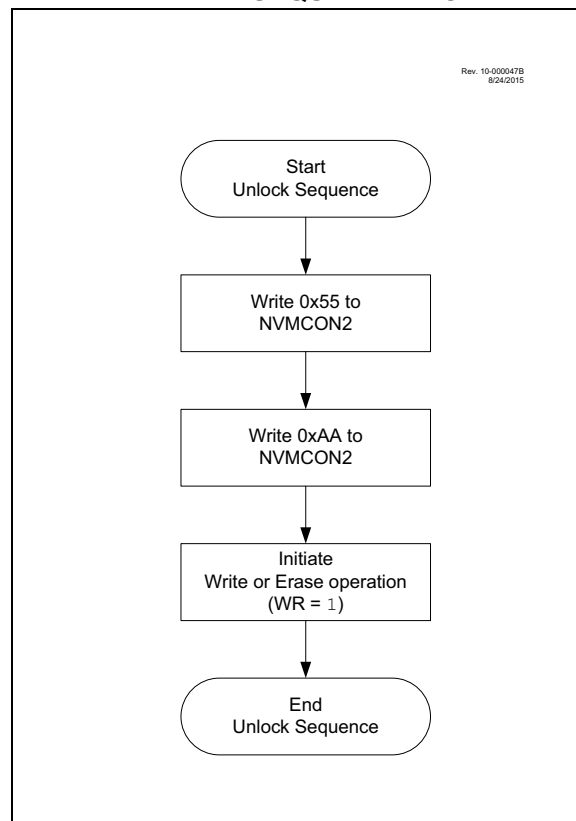 Rev. 10-000047B
8/24/2015
Start
Unlock Sequence
Write 0x55 to
NVMCON2
Write 0xAA to
NVMCON2
Initiate
Write or Erase operation
(WR = 1)
End
Unlock Sequence